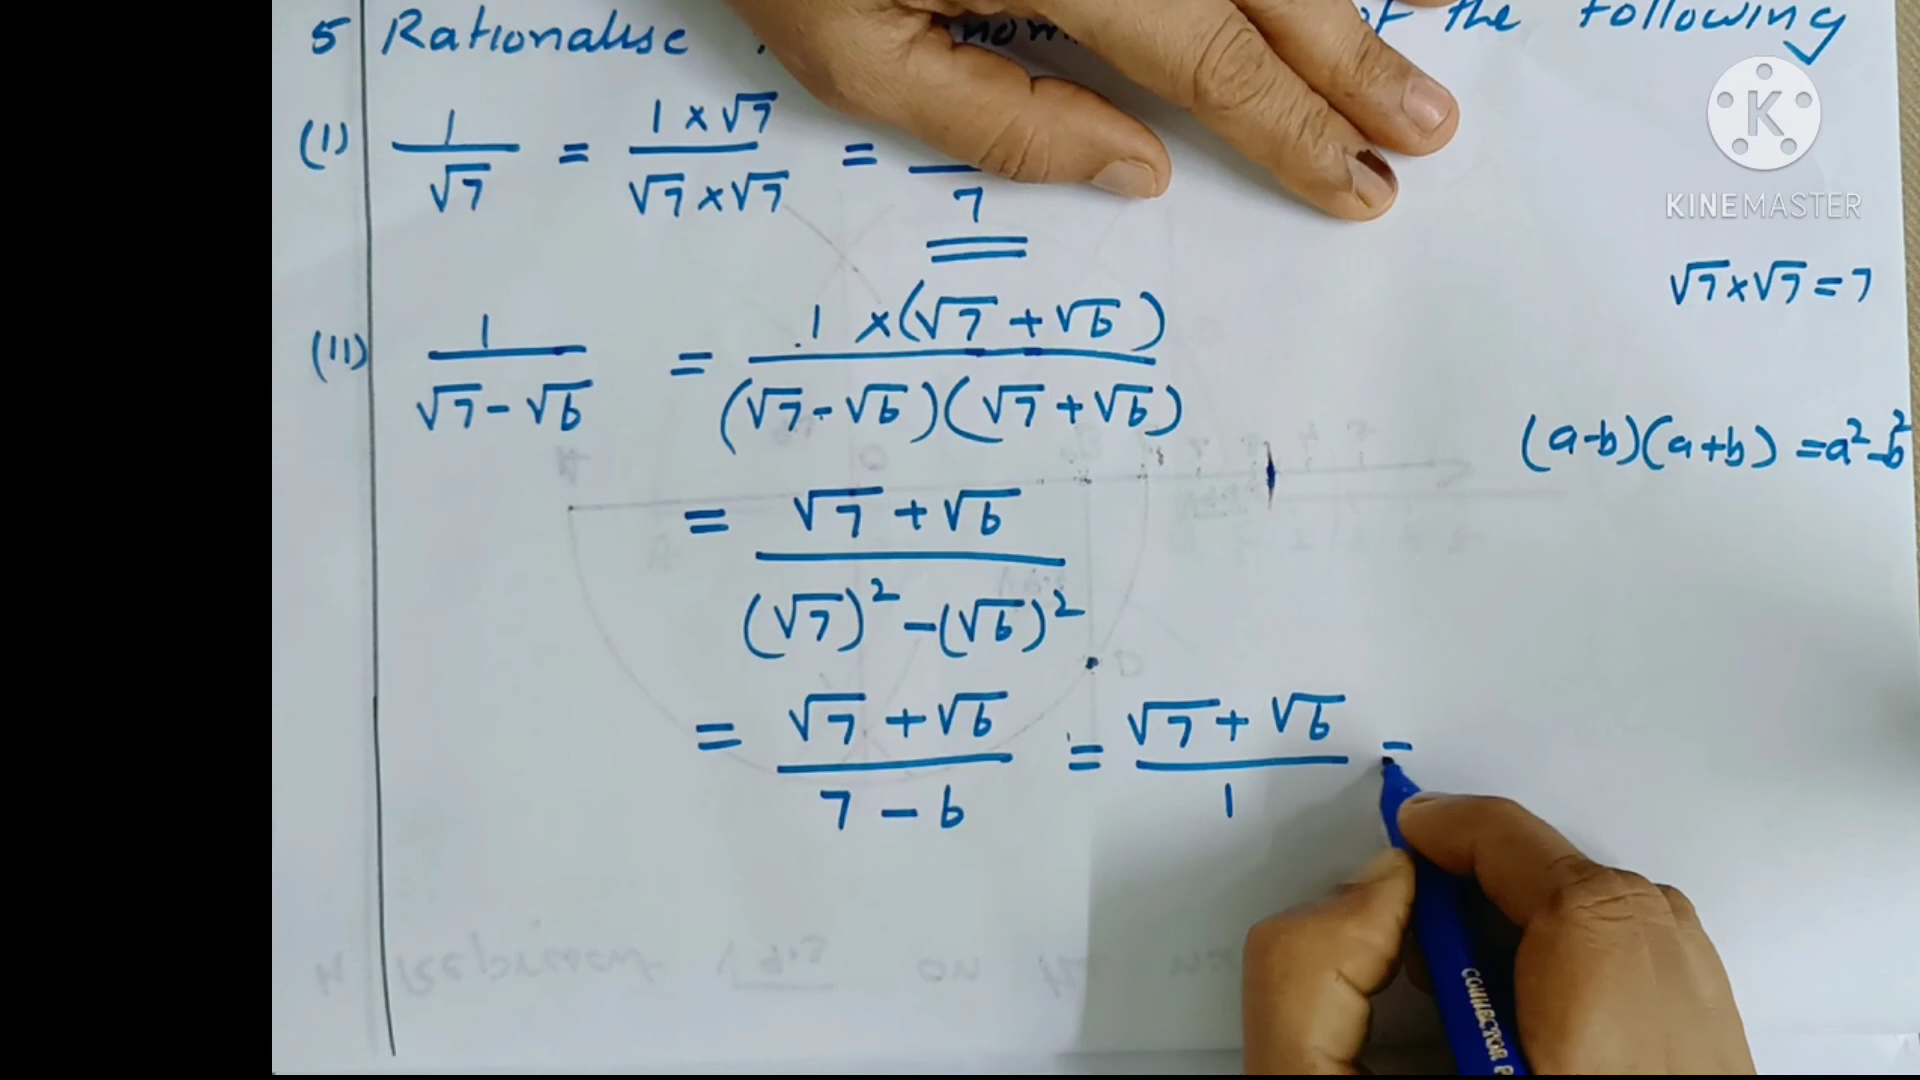 5 Rationalise of the following
(I) 1/√7 = 1 × √7/√7 × √7 = /7
KINEMASTER
√7 × √7 = 7
(II) 1/√7 - √6 = 1 × (√7 + √6)/(√7 - √6)(√7 + √6)
(a-b)(a+b) = a² - b²
= √7 + √6/(√7)² - (√6)²
= √7 + √6/7 - 6 = √7 + √6/1 =
CONNECTOR P